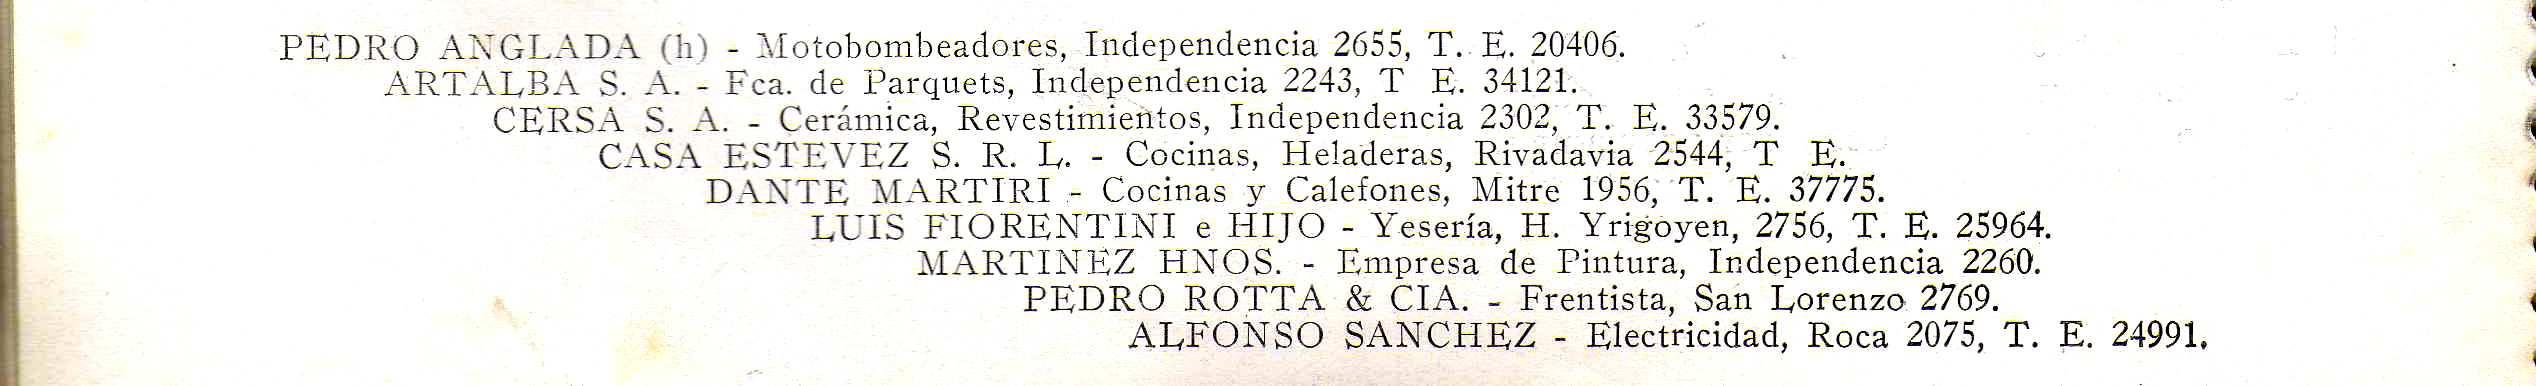 PEDRO ANGLADA (h) - Motobombeadores, Independencia 2655, T. E. 20406.
ARTALBA S. A. - Fca. de Parquets, Independencia 2243, T E. 34121.
CERSA S. A. - Cerámica, Revestimientos, Independencia 2302, T. E. 33579.
CASA ESTEVEZ S. R. L. - Cocinas, Heladeras, Rivadavia 2544, T E.
DANTE MARTIRI - Cocinas y Calefones, Mitre 1956, T. E. 37775.
LUIS FIORENTINI e HIJO - Yesería, H. Yrigoyen, 2756, T. E. 25964.
MARTINEZ HNOS. - Empresa de Pintura, Independencia 2260.
PEDRO ROTTA & CIA. - Frentista, San Lorenzo 2769.
ALFONSO SANCHEZ - Electricidad, Roca 2075, T. E. 24991.